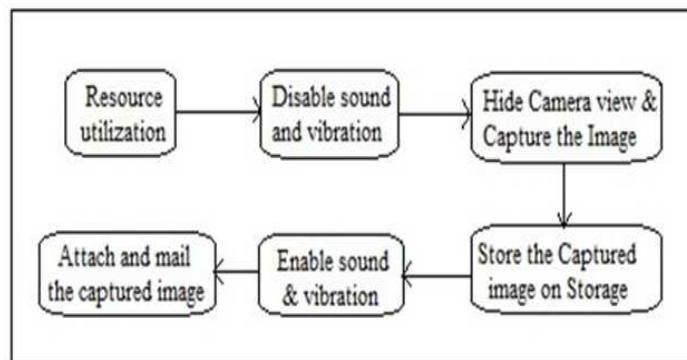 Resource
utilization
Disable sound
and vibration
Hide Camera view &
Capture the Image
Store the Captured
image on Storage
Enable sound
& vibration
Attach and mail
the captured image